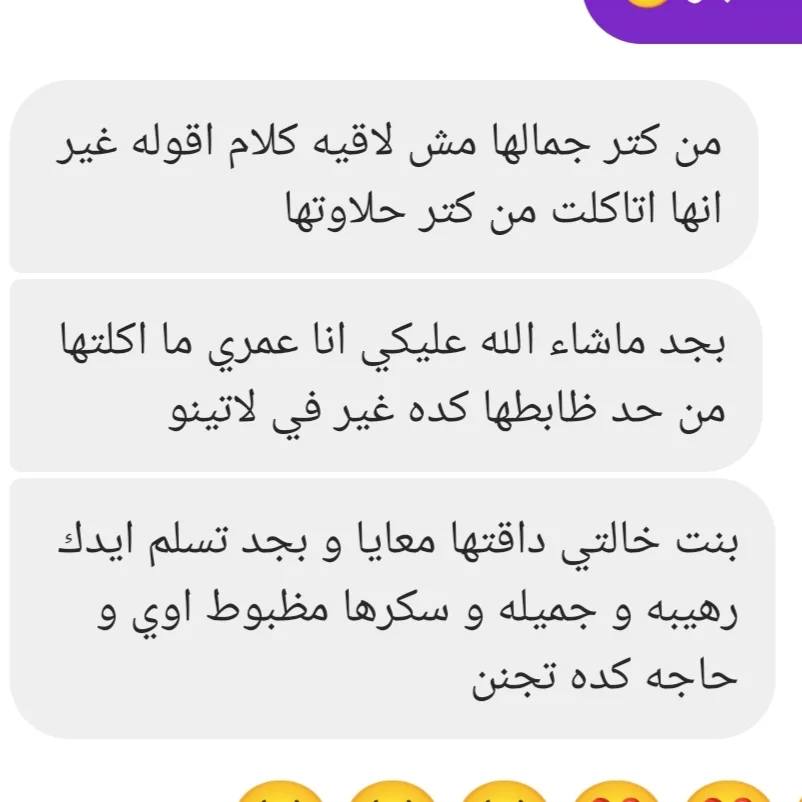 من كتر جمالها مش لاقيه كلام اقوله غير
انها اتاكلت من كتر حلاوتها
بجد ماشاء الله عليكي انا عمري ما اكلتها
من حد ظابطها كده غير في لاتينو
بنت خالتي داقتها معايا و بجد تسلم ايدك
رهيبه و جميله و سكرها مظبوط اوي و
حاجه كده تجنن